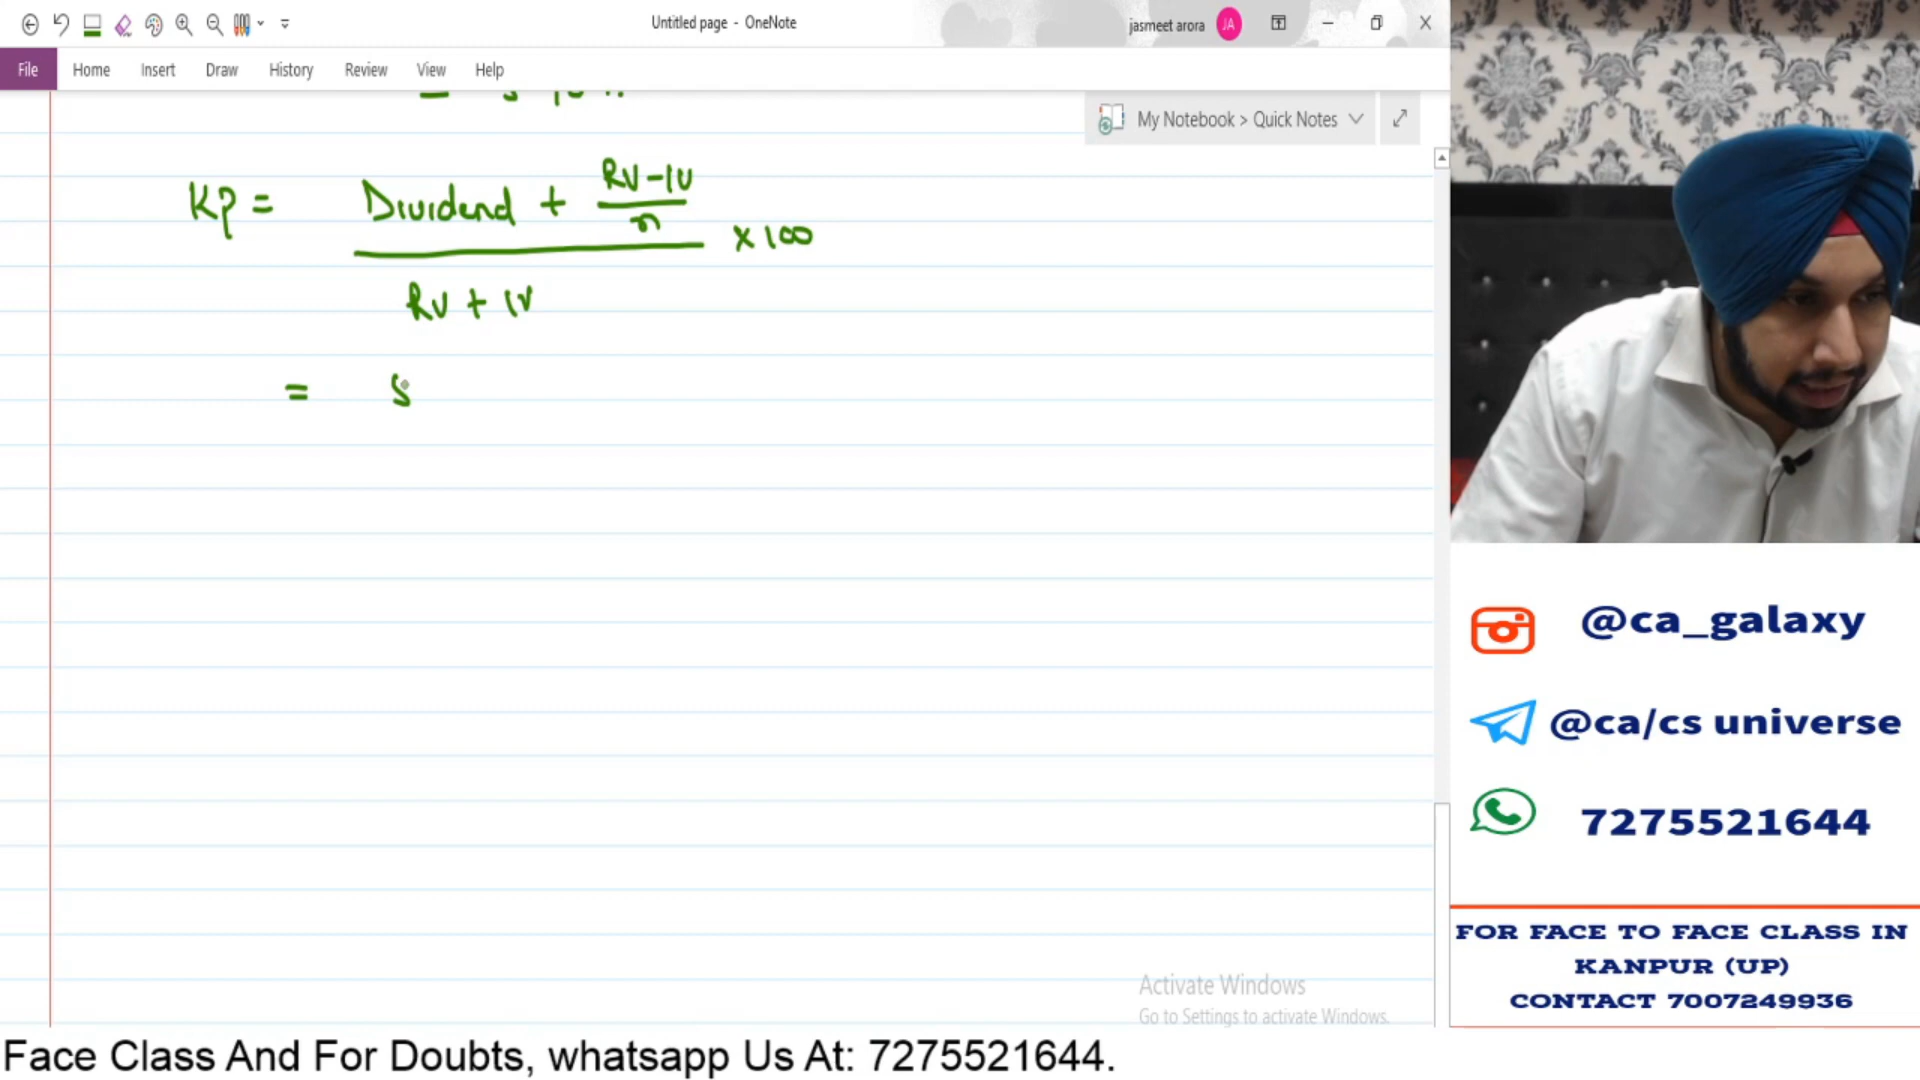 Untitled page - OneNote
jasmeet arora JA
File Home Insert Draw History Review View Help
My Notebook > Quick Notes
Kp = Dividend + RV-IV
n
x 100
RV + IV
= 5
@ca_galaxy
@ca/cs universe
7275521644
FOR FACE TO FACE CLASS IN
KANPUR (UP)
CONTACT 7007249936
Activate Windows
Go to Settings to activate Windows.
Face Class And For Doubts, whatsapp Us At: 7275521644.